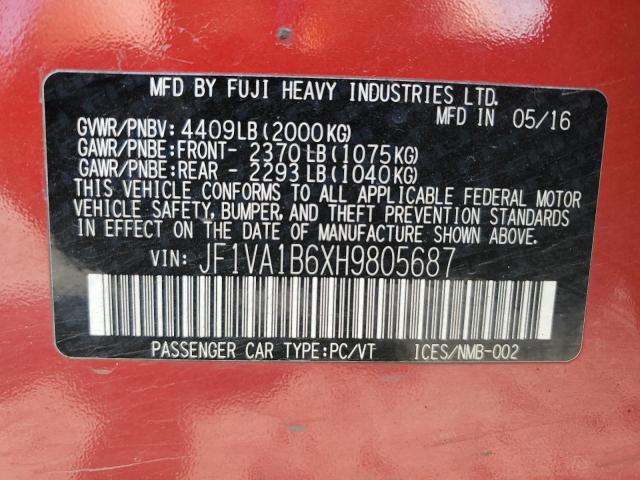 MFD BY FUJI HEAVY INDUSTRIES LTD.
MFD IN 05/16
GVWR/PNBV: 4409LB(2000KG)
GAWR/PNBE:FRONT- 2370LB(1075KG)
GAWR/PNBE:REAR - 2293LB(1040KG)
THIS VEHICLE CONFORMS TO ALL APPLICABLE FEDERAL MOTOR
VEHICLE SAFETY, BUMPER, AND THEFT PREVENTION STANDARDS
IN EFFECT ON THE DATE OF MANUFACTURE SHOWN ABOVE.
VIN: JF1VA1B6XH9805687
PASSENGER CAR TYPE:PC/VT ICES/NMB-002